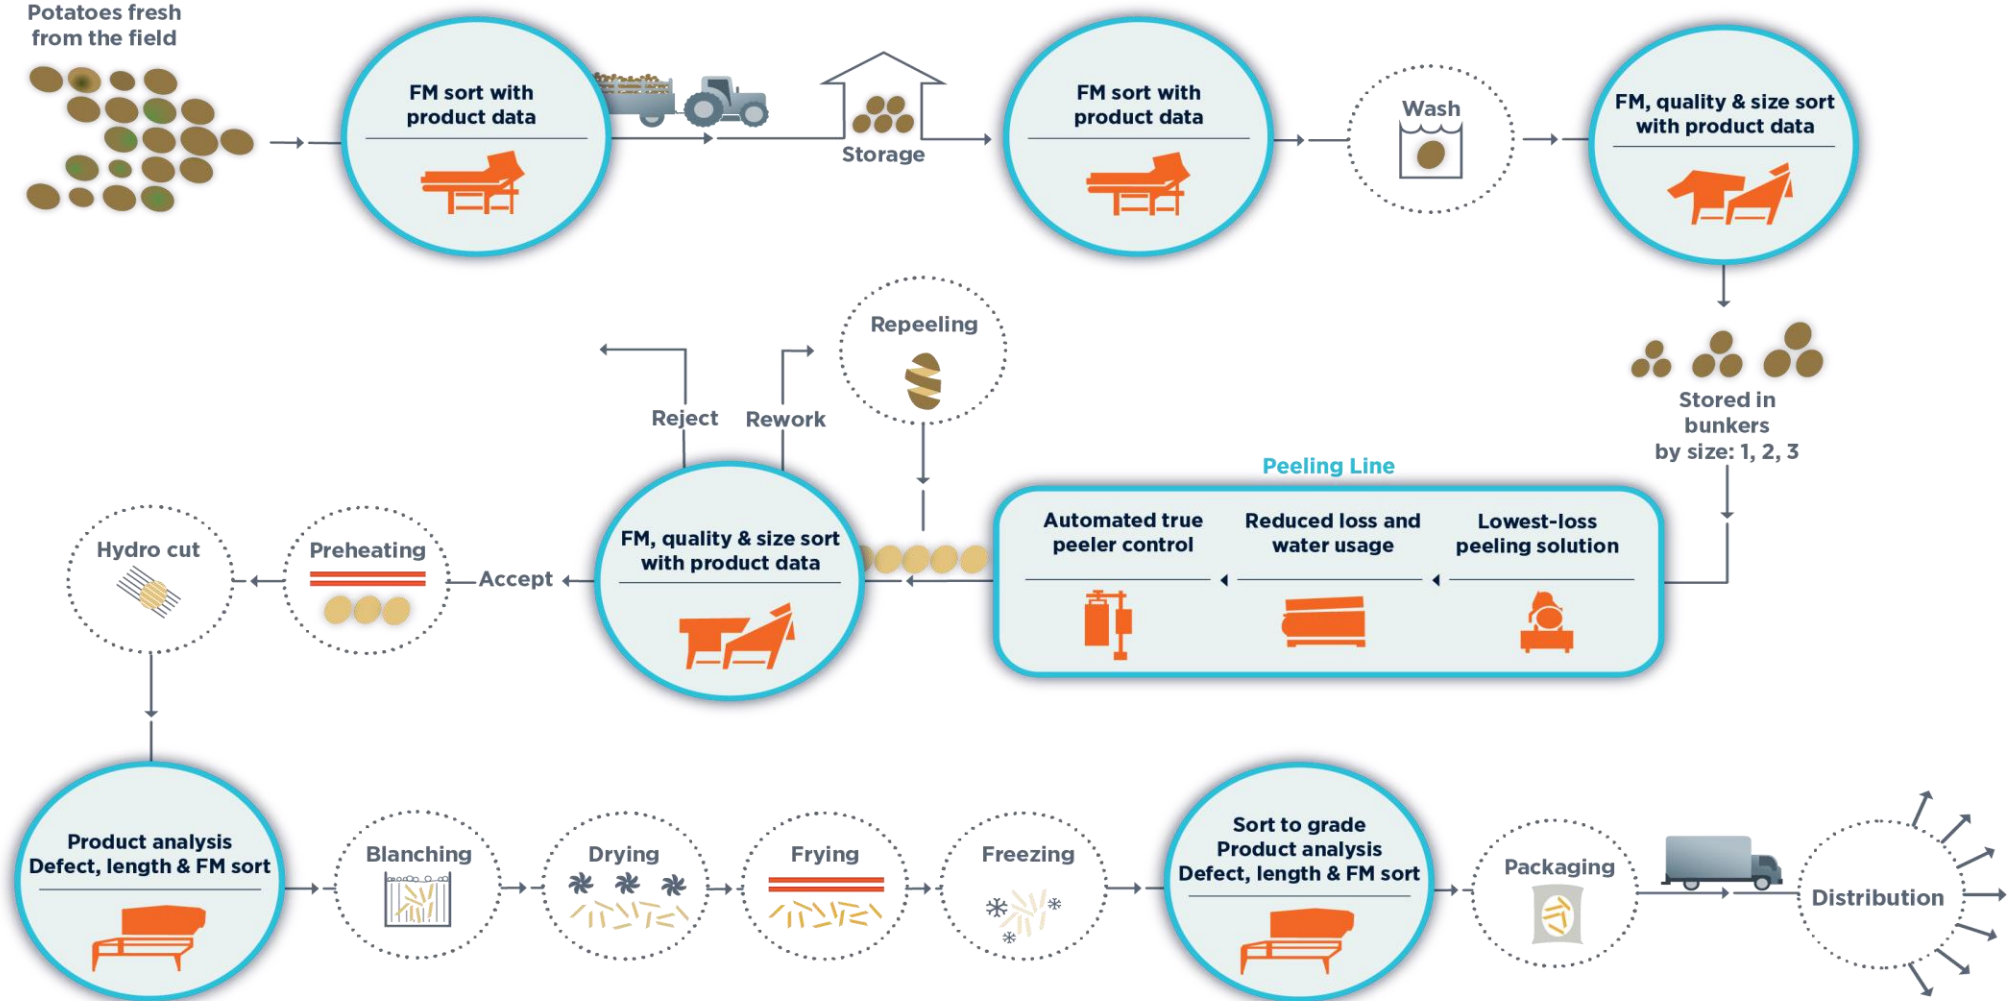 Potatoes fresh
from the field
FM sort with
product data
Storage
FM sort with
product data
Wash
FM, quality & size sort
with product data
Stored in
bunkers
by size: 1, 2, 3
Peeling Line
Lowest-loss
peeling solution
Reduced loss and
water usage
Automated true
peeler control
Repeeling
Rework
Reject
FM, quality & size sort
with product data
Accept
Preheating
Hydro cut
Product analysis
Defect, length & FM sort
Blanching
Drying
Frying
Freezing
Sort to grade
Product analysis
Defect, length & FM sort
Packaging
Distribution